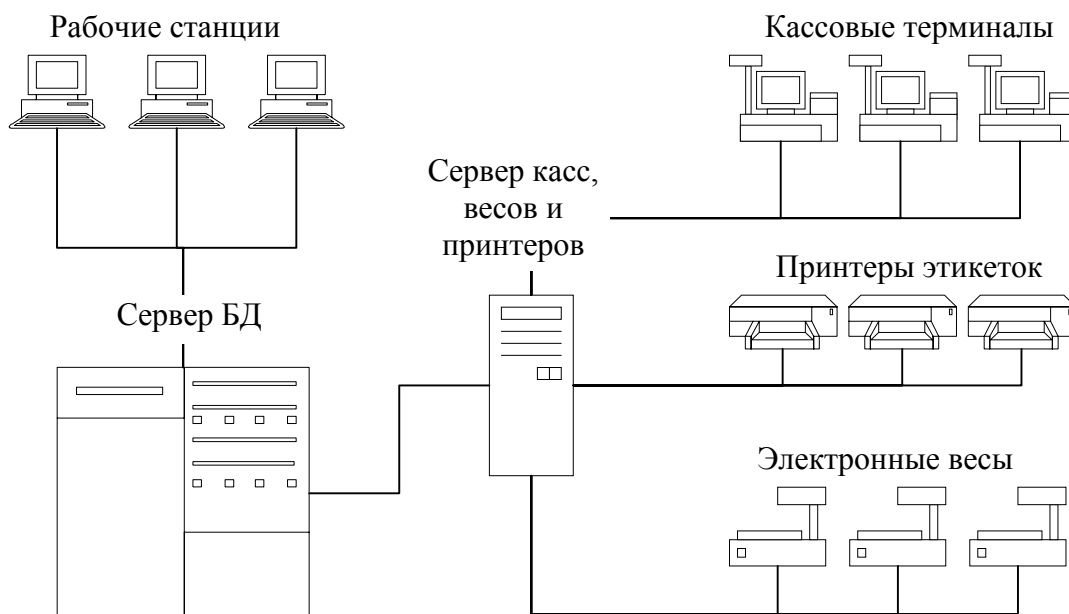 Рабочие станции
Кассовые терминалы
Сервер касс,
весов и
принтеров
Принтеры этикеток
Сервер БД
Электронные весы